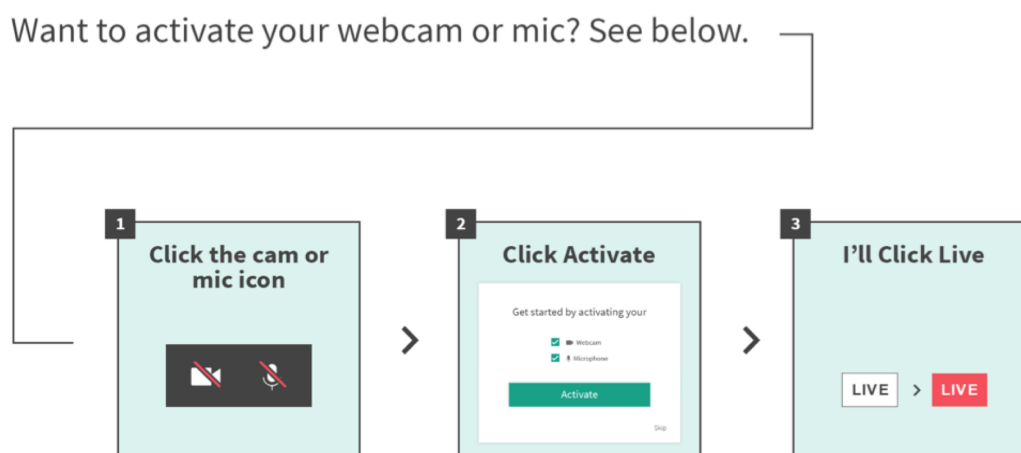 Want to activate your webcam or mic? See below.
1
Click the cam or
mic icon
2
Click Activate
Get started by activating your
Webcam
Microphone
Activate
Skip
3
I'll Click Live
LIVE > LIVE